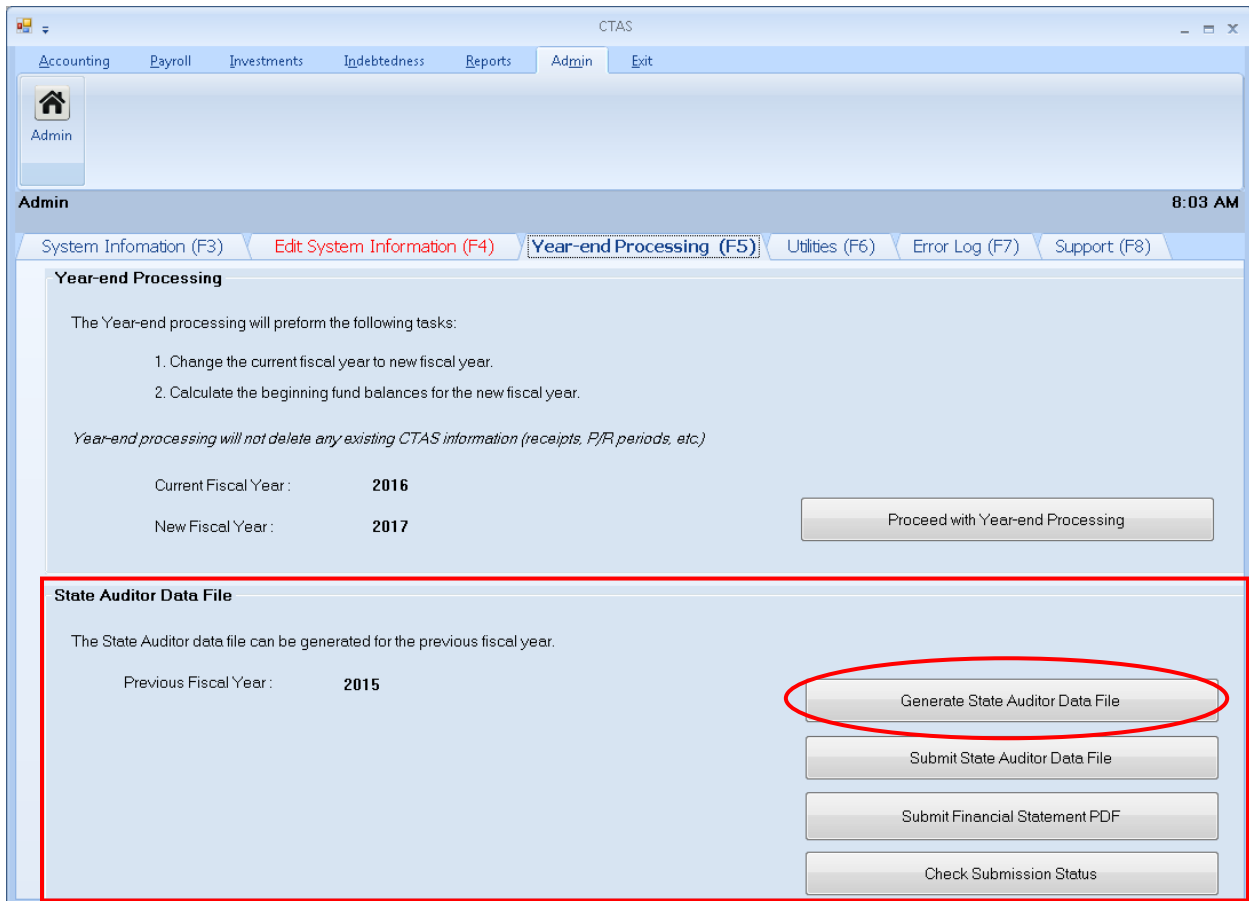 CTAS
Accounting Payroll Investments Indebtedness Reports Admin Exit
Admin
Admin 8:03 AM
System Infomation (F3) Edit System Information (F4) Year-end Processing (F5) Utilities (F6) Error Log (F7) Support (F8)
Year-end Processing
The Year-end processing will preform the following tasks:
1. Change the current fiscal year to new fiscal year.
2. Calculate the beginning fund balances for the new fiscal year.
Year-end processing will not delete any existing CTAS information (receipts, P/R periods, etc.)
Current Fiscal Year : 2016
New Fiscal Year : 2017
Proceed with Year-end Processing
State Auditor Data File
The State Auditor data file can be generated for the previous fiscal year.
Previous Fiscal Year : 2015
Generate State Auditor Data File
Submit State Auditor Data File
Submit Financial Statement PDF
Check Submission Status